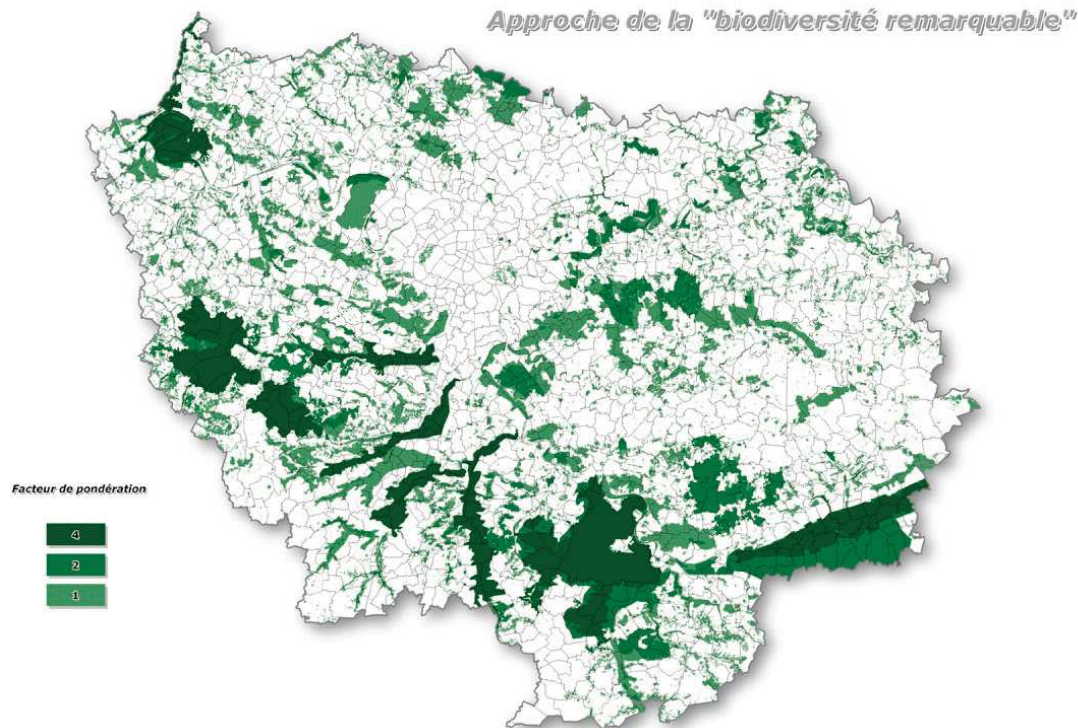 Approche de la "biodiversité remarquable"
Facteur de pondération
4
2
1